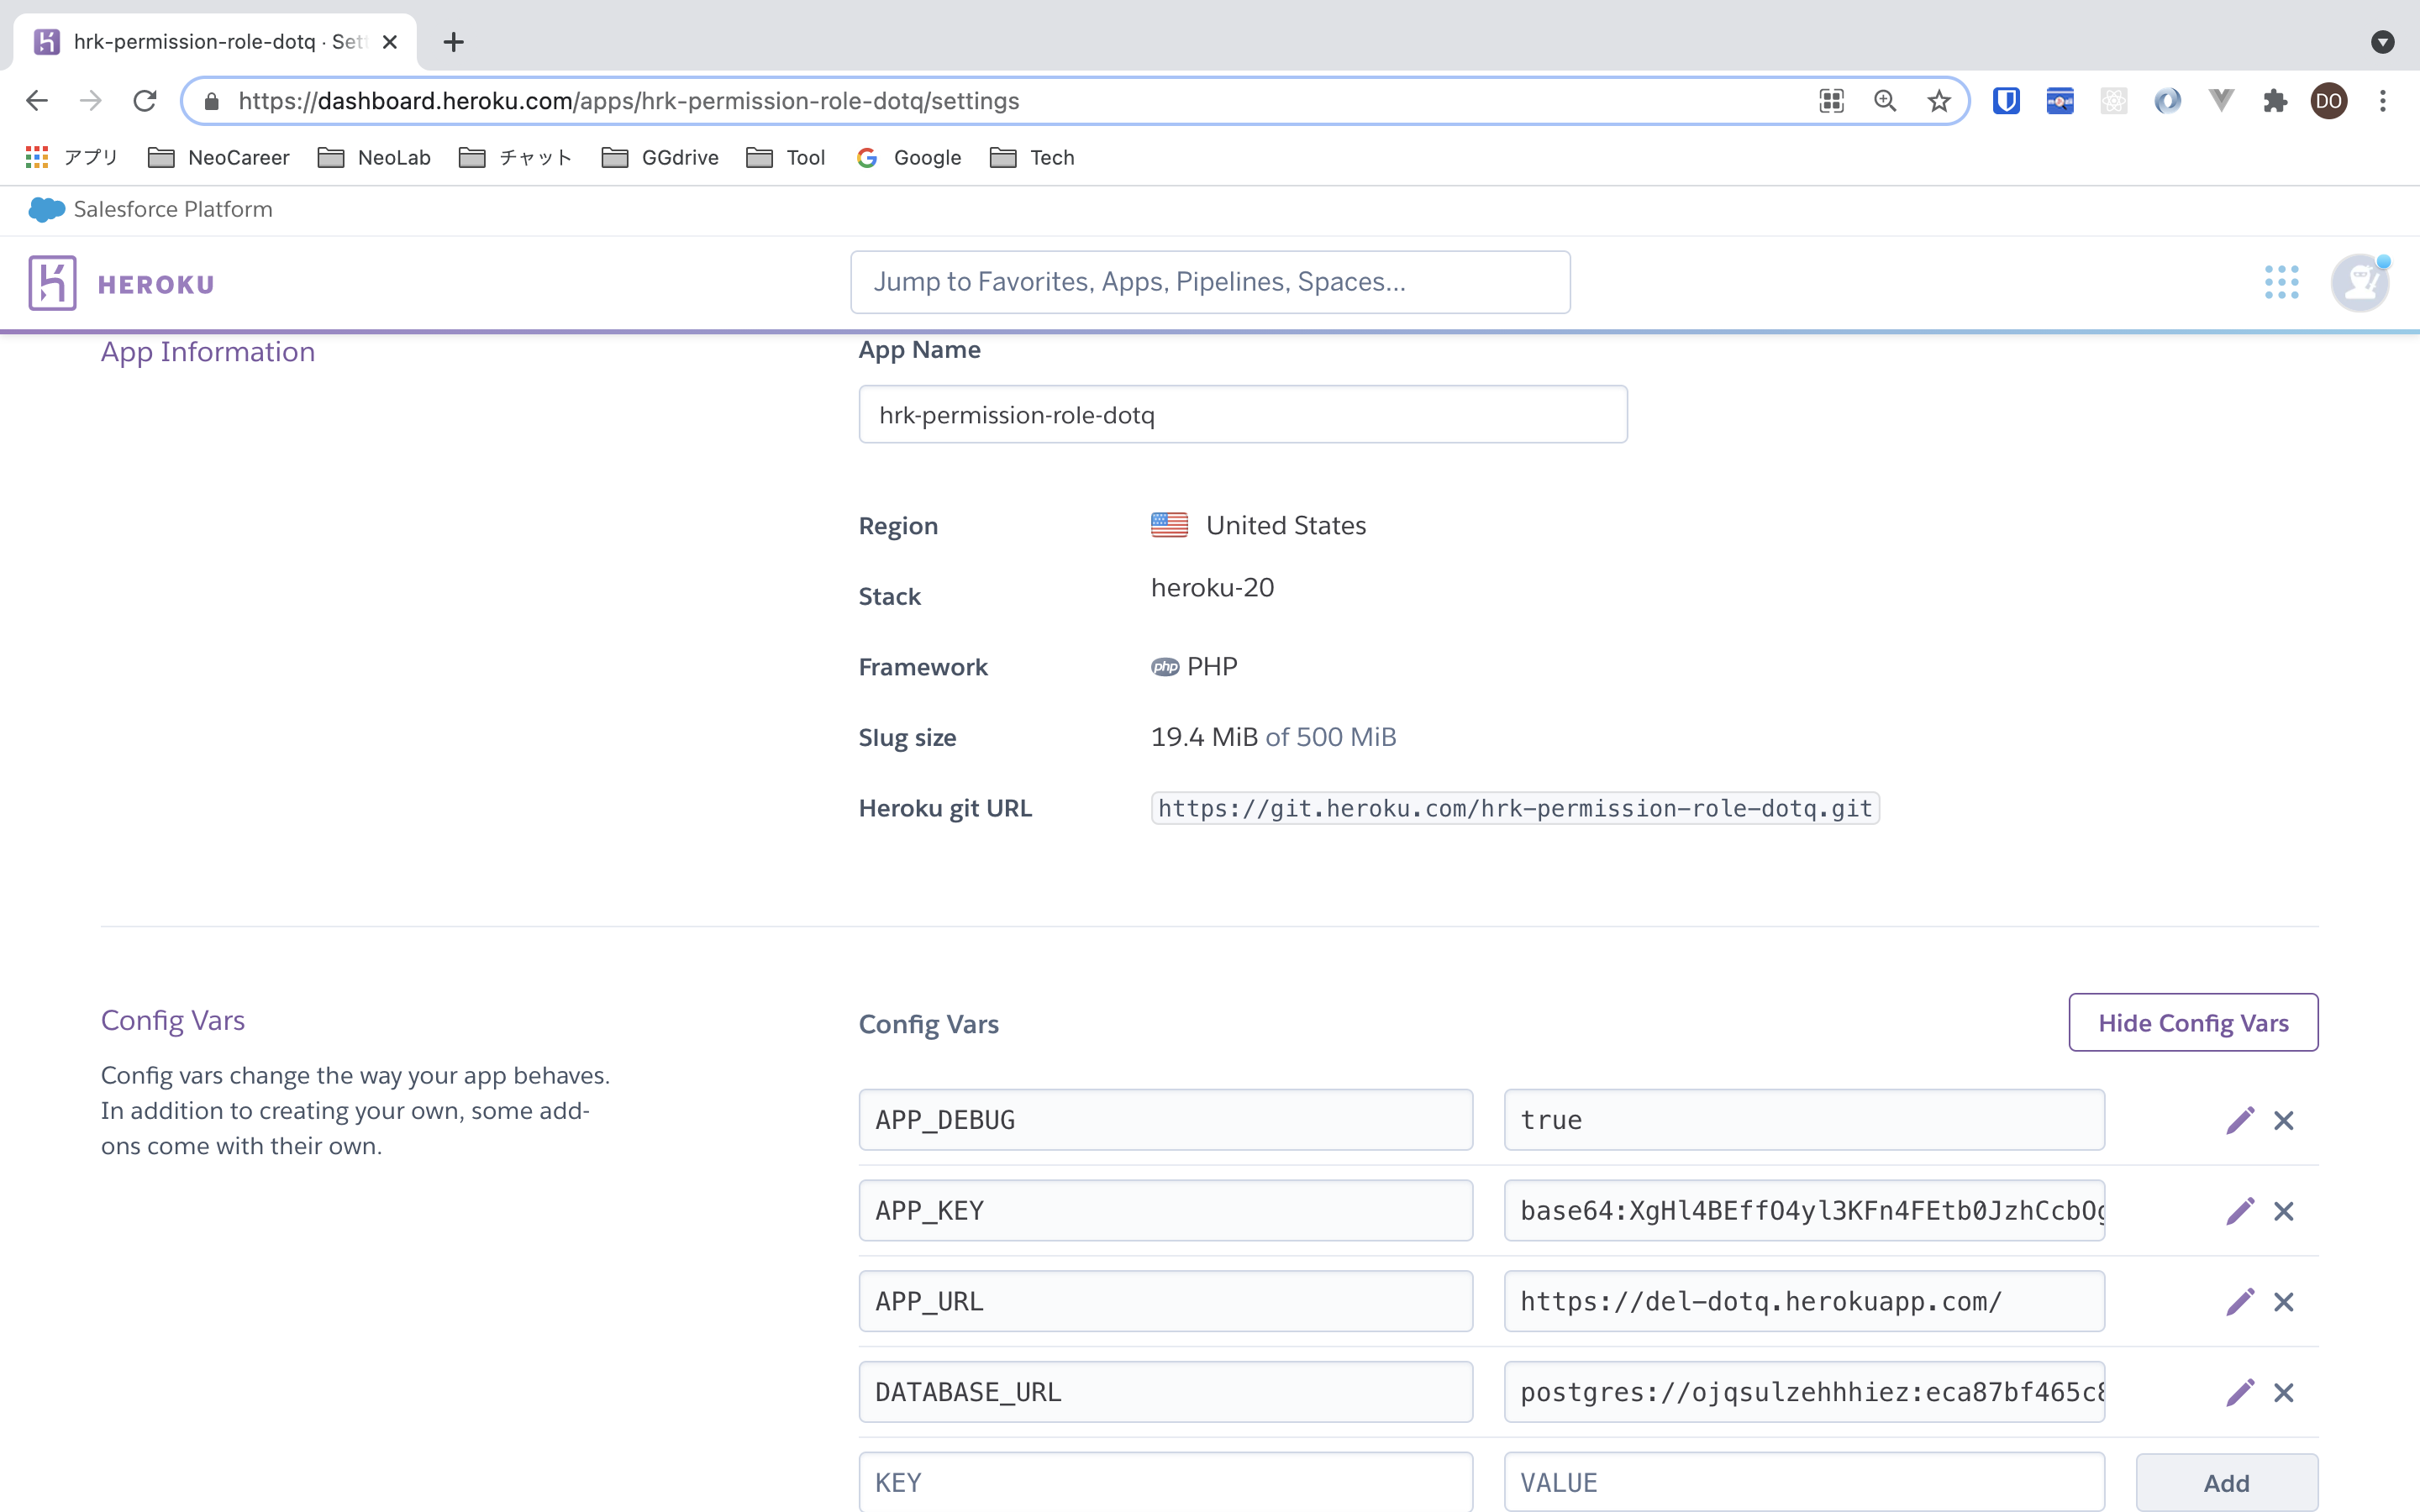 hrk-permission-role-dotq · Set
https://dashboard.heroku.com/apps/hrk-permission-role-dotq/settings
DO
アプリ NeoCareer NeoLab チャット GGdrive Tool Google Tech
Salesforce Platform
HEROKU
Jump to Favorites, Apps, Pipelines, Spaces...
App Information
App Name
hrk-permission-role-dotq
Region United States
Stack heroku-20
Framework php PHP
Slug size 19.4 MiB of 500 MiB
Heroku git URL https://git.heroku.com/hrk-permission-role-dotq.git
Config Vars
Config vars change the way your app behaves.
In addition to creating your own, some add-
ons come with their own.
Config Vars
Hide Config Vars
APP_DEBUG true
APP_KEY base64:XgHl4BEffO4yl3KFn4FEtb0JzhCcbOg
APP_URL https://del-dotq.herokuapp.com/
DATABASE_URL postgres://ojqsulzehhhiez:eca87bf465c8
KEY VALUE Add